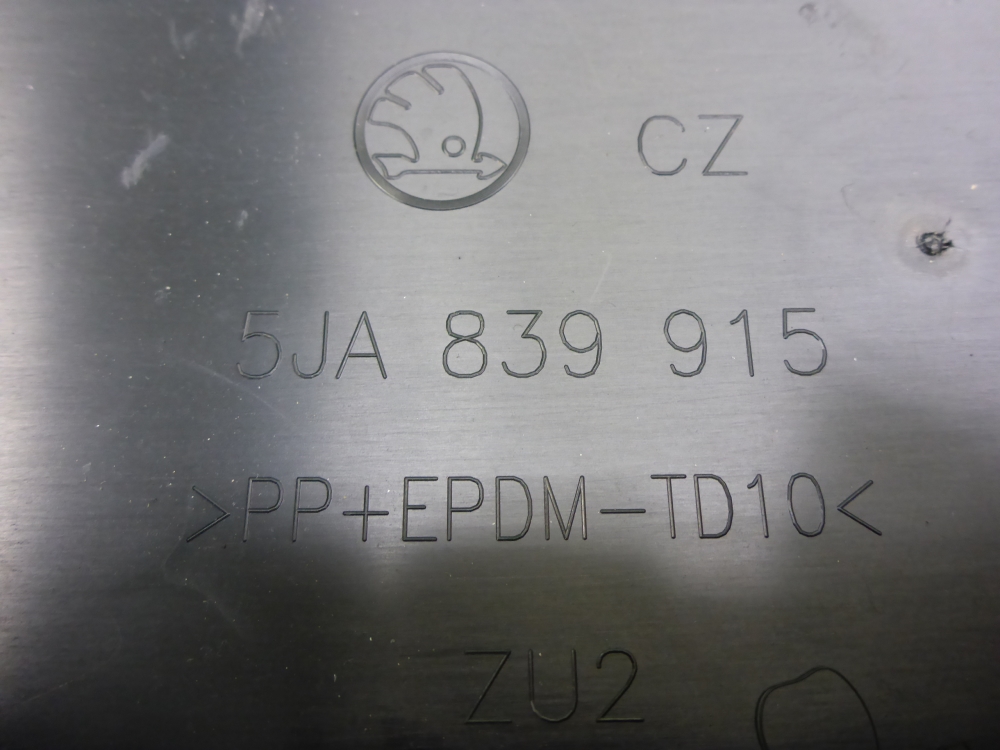 CZ
5JA 839 915
>PP+EPDM-TD10<
ZU2